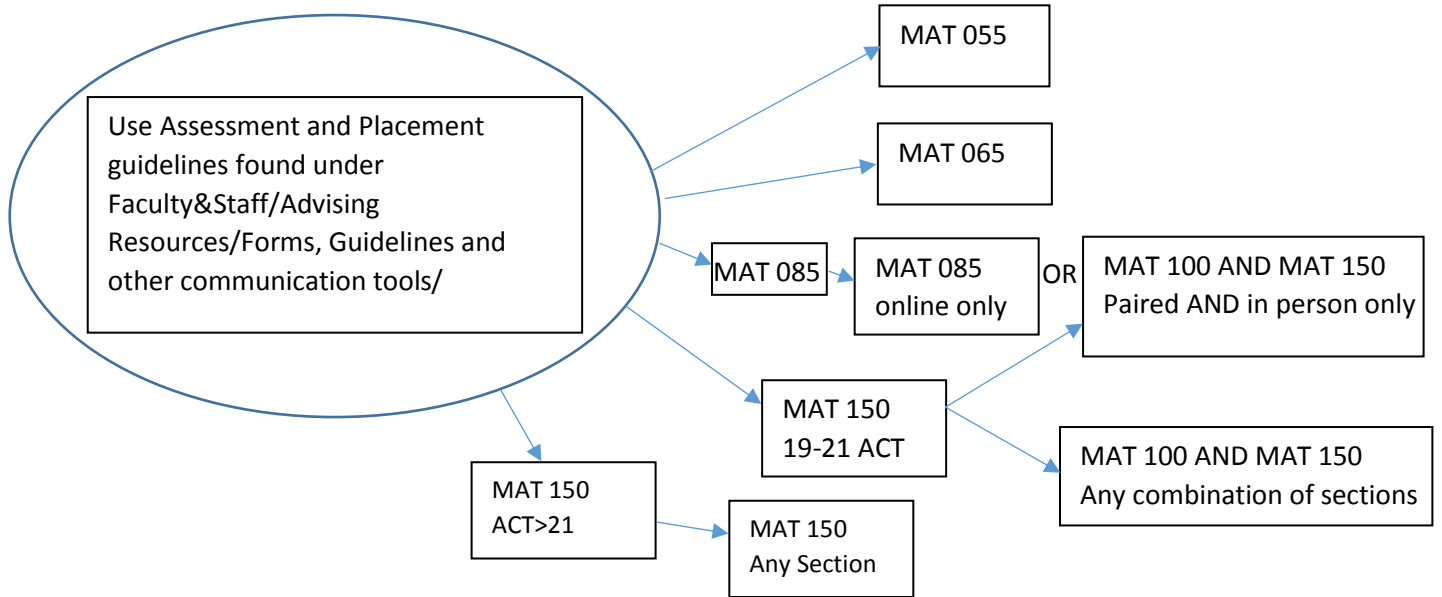 Use Assessment and Placement
guidelines found under
Faculty&Staff/Advising
Resources/Forms, Guidelines and
other communication tools/
MAT 055
MAT 065
MAT 085
MAT 085
online only
OR
MAT 100 AND MAT 150
Paired AND in person only
MAT 150
19-21 ACT
MAT 100 AND MAT 150
Any combination of sections
MAT 150
ACT>21
MAT 150
Any Section